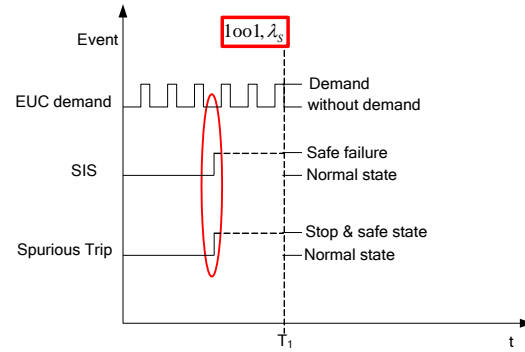 1oo1, λS
Event
Demand
EUC demand
without demand
Safe failure
SIS
Normal state
Stop & safe state
Spurious Trip
Normal state
T1
t